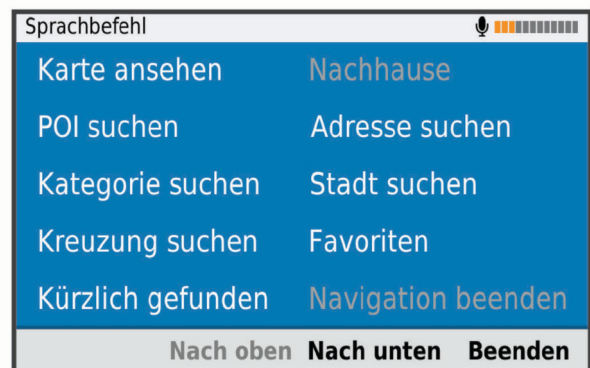 Sprachbefehl
Karte ansehen Nachhause
POI suchen Adresse suchen
Kategorie suchen Stadt suchen
Kreuzung suchen Favoriten
Kürzlich gefunden Navigation beenden
Nach oben Nach unten Beenden